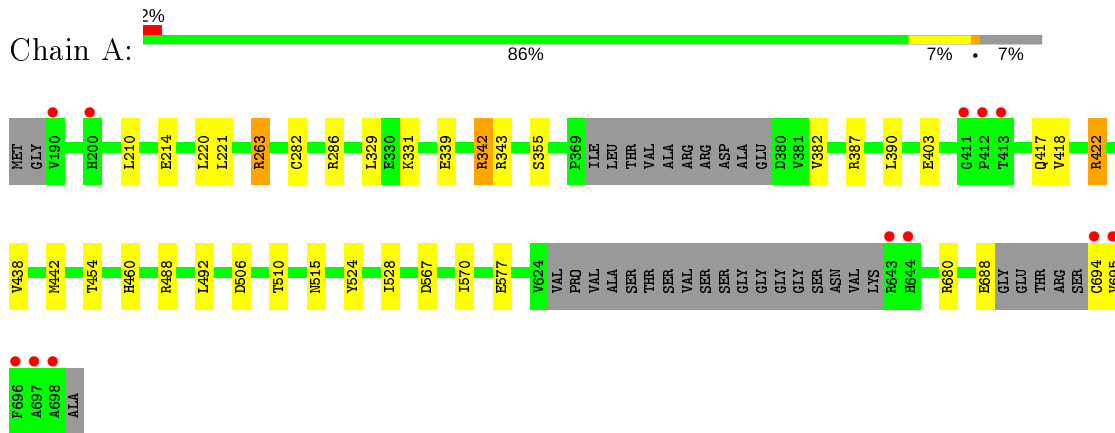 2%
Chain A:
86% 7% • 7%
MET GLY V190 H200 L210 E214 L220 L221 R263 C282 R286 L329 E330 K331 E339 R342 R343 S355 P369 ILE LEU THR VAL ALA ARG ARG ASP ALA GLU D380 V381 V382 R387 L390 E403 G411 P412 T413 Q417 V418 R422
V438 M442 T454 H460 R488 L492 D506 T510 N515 Y524 I528 D567 I570 E577 V624 VAL PRO VAL ALA SER THR SER VAL SER SER GLY GLY GLY GLY SER ASN VAL LYS R643 H644 R680 E688 GLY GLU THR ARG SER C694 V695
F696 A697 A698 ALA